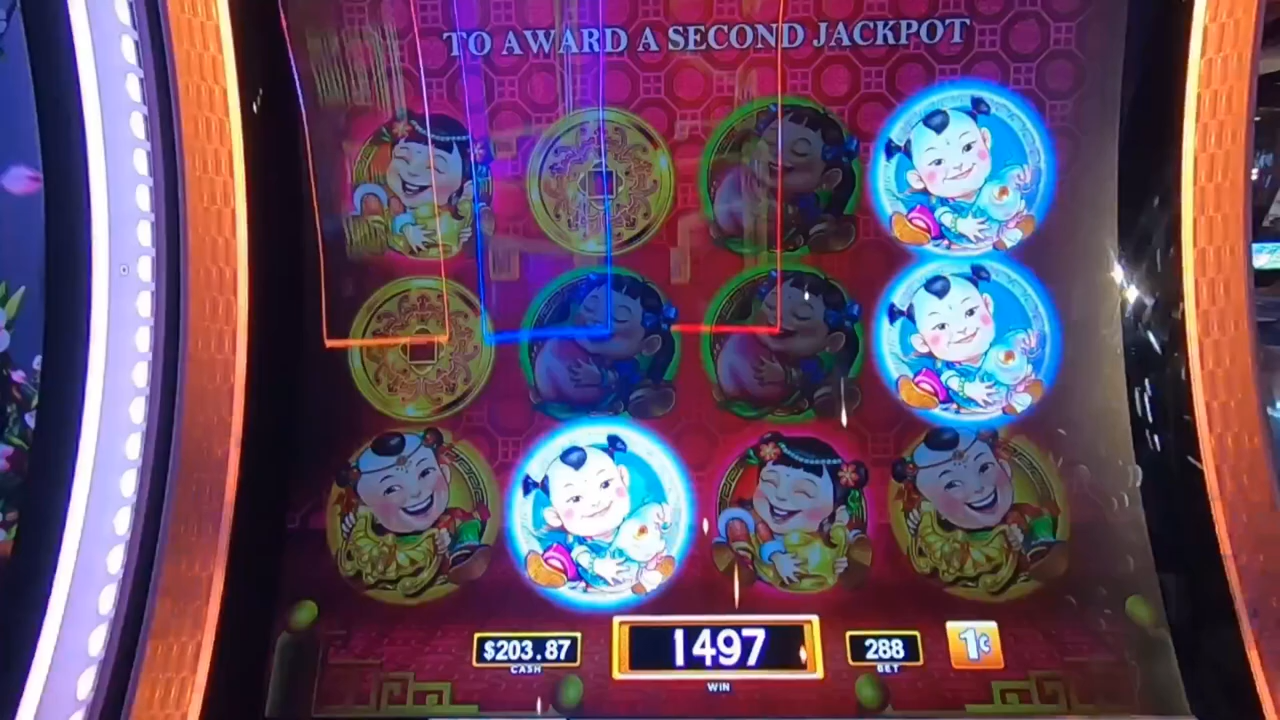 TO AWARD A SECOND JACKPOT
$203.87
CASH
1497
WIN
288
BET
1¢